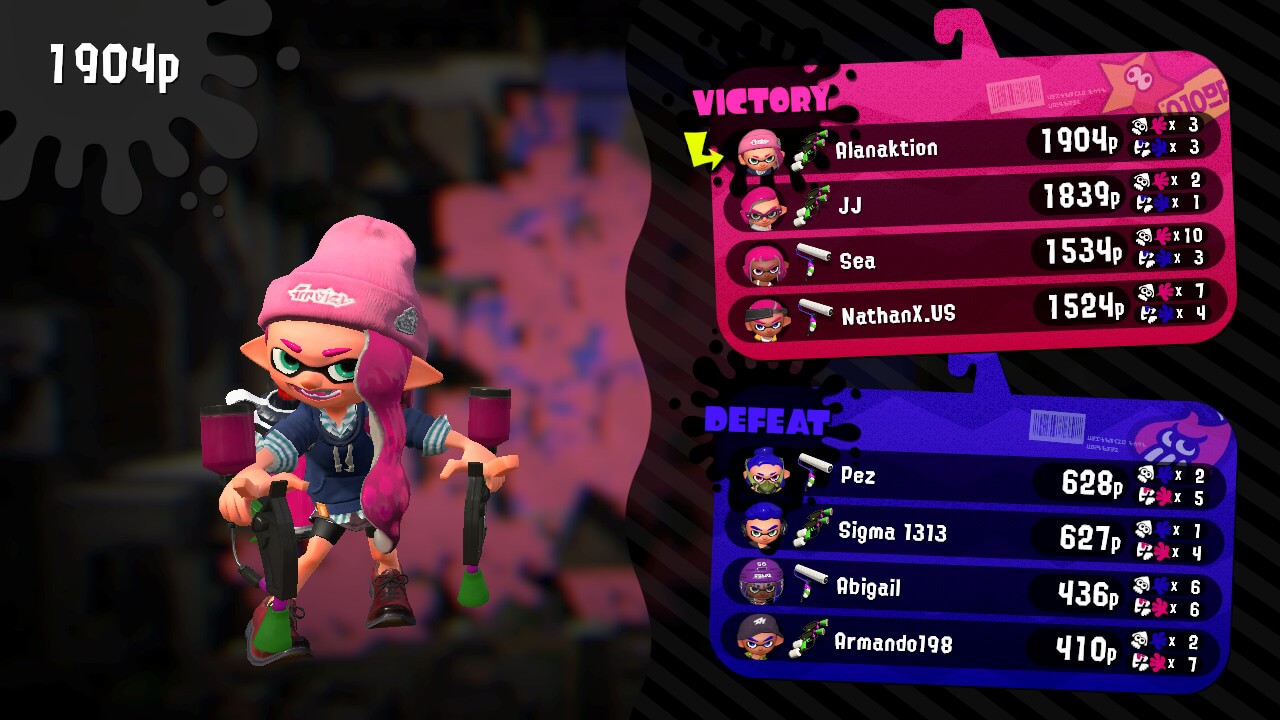 1904p
VICTORY
Alanaktion 1904p x 3
x 3
JJ 1839p x 2
x 1
Sea 1534p x 10
x 3
NathanX.US 1524p x 7
x 4
DEFEAT
Pez 628p x 2
x 5
Sigma 1313 627p x 1
x 4
Abigail 436p x 6
x 6
Armando198 410p x 2
x 7